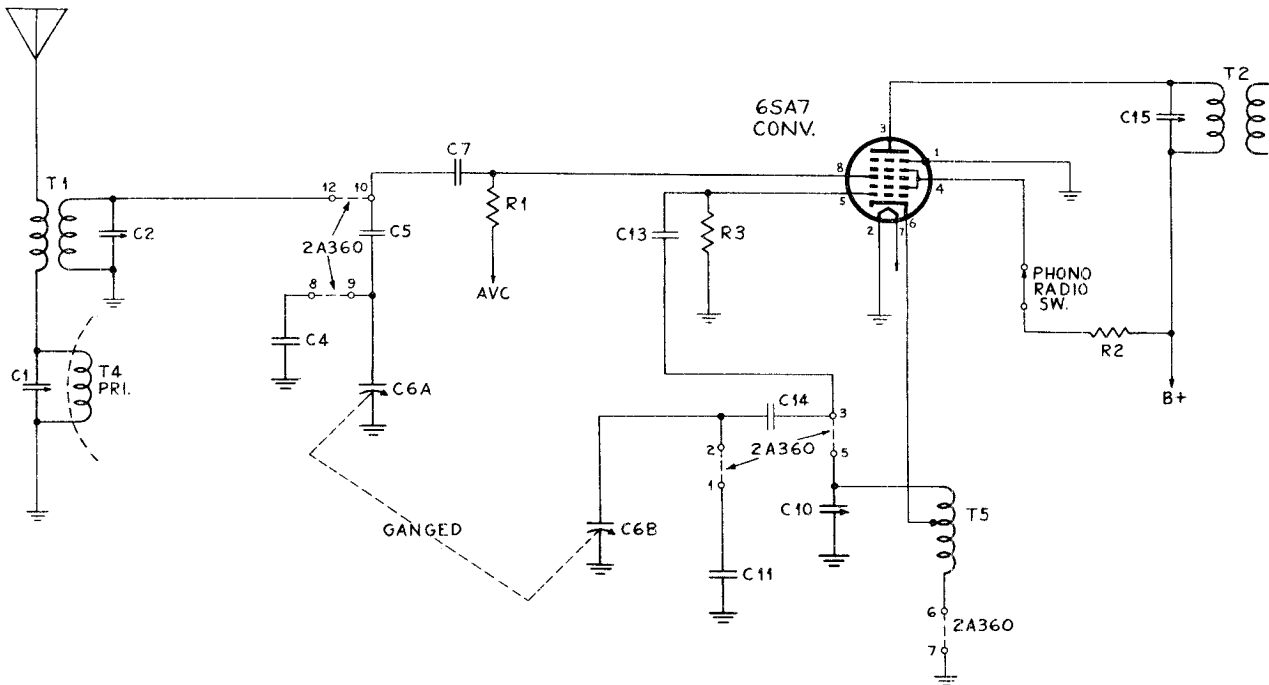 T2
6SA7
CONV.
C15
3
1
C7
8
4
T1
12
10
5
2
7
6
R1
C2
C5
C13
R3
2A360
PHONO
RADIO
SW.
8
9
AVC
C4
R2
C1
T4
PRI.
C6A
C14
B+
3
2
2A360
5
1
C10
T5
GANGED
C6B
C11
6
2A360
7